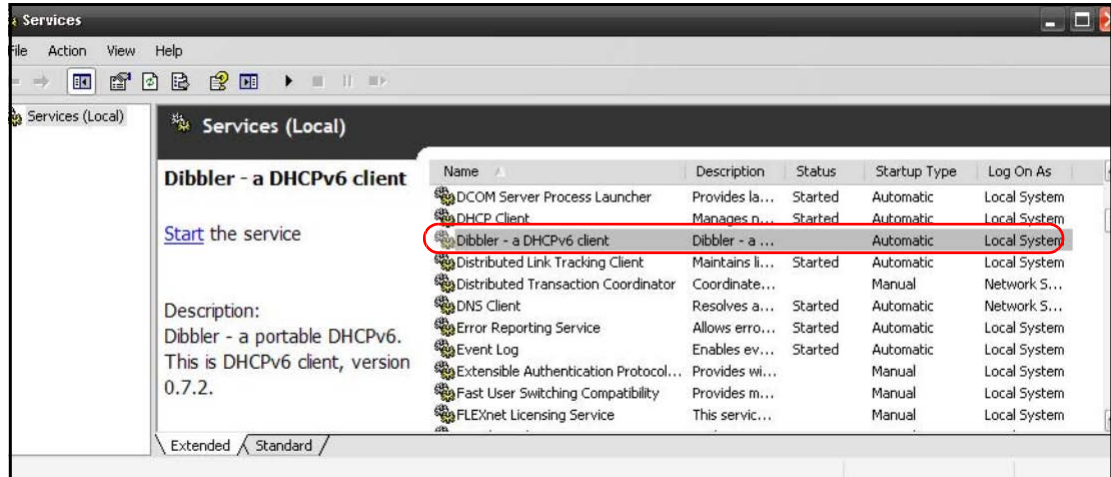 Services
File Action View Help
Services (Local)
Services (Local)
Dibbler - a DHCPv6 client
Start the service
Description:
Dibbler - a portable DHCPv6.
This is DHCPv6 client, version
0.7.2.
Name Description Status Startup Type Log On As
DCOM Server Process Launcher Provides la... Started Automatic Local System
DHCP Client Manages n... Started Automatic Local System
Dibbler - a DHCPv6 client Dibbler - a ... Automatic Local System
Distributed Link Tracking Client Maintains li... Started Automatic Local System
Distributed Transaction Coordinator Coordinate... Manual Network S...
DNS Client Resolves a... Started Automatic Network S...
Error Reporting Service Allows erro... Started Automatic Local System
Event Log Enables ev... Started Automatic Local System
Extensible Authentication Protocol... Provides wi... Manual Local System
Fast User Switching Compatibility Provides m... Manual Local System
FLEXnet Licensing Service This servic... Manual Local System
Extended Standard